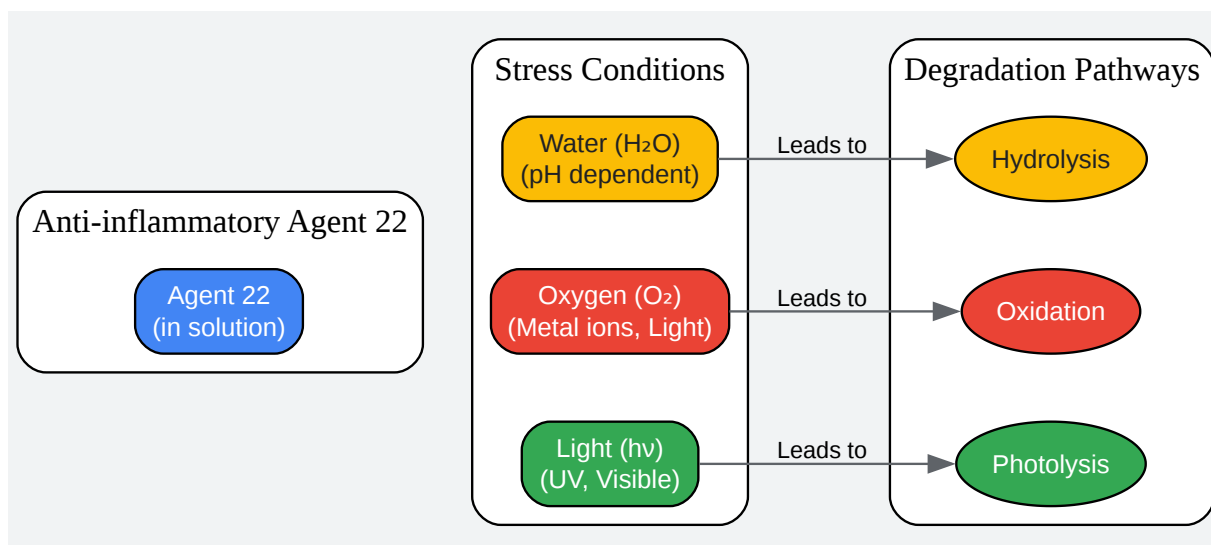 Anti-inflammatory Agent 22
Agent 22
(in solution)
Stress Conditions
Water (H₂O)
(pH dependent)
Oxygen (O₂)
(Metal ions, Light)
Light (hν)
(UV, Visible)
Leads to
Leads to
Leads to
Degradation Pathways
Hydrolysis
Oxidation
Photolysis